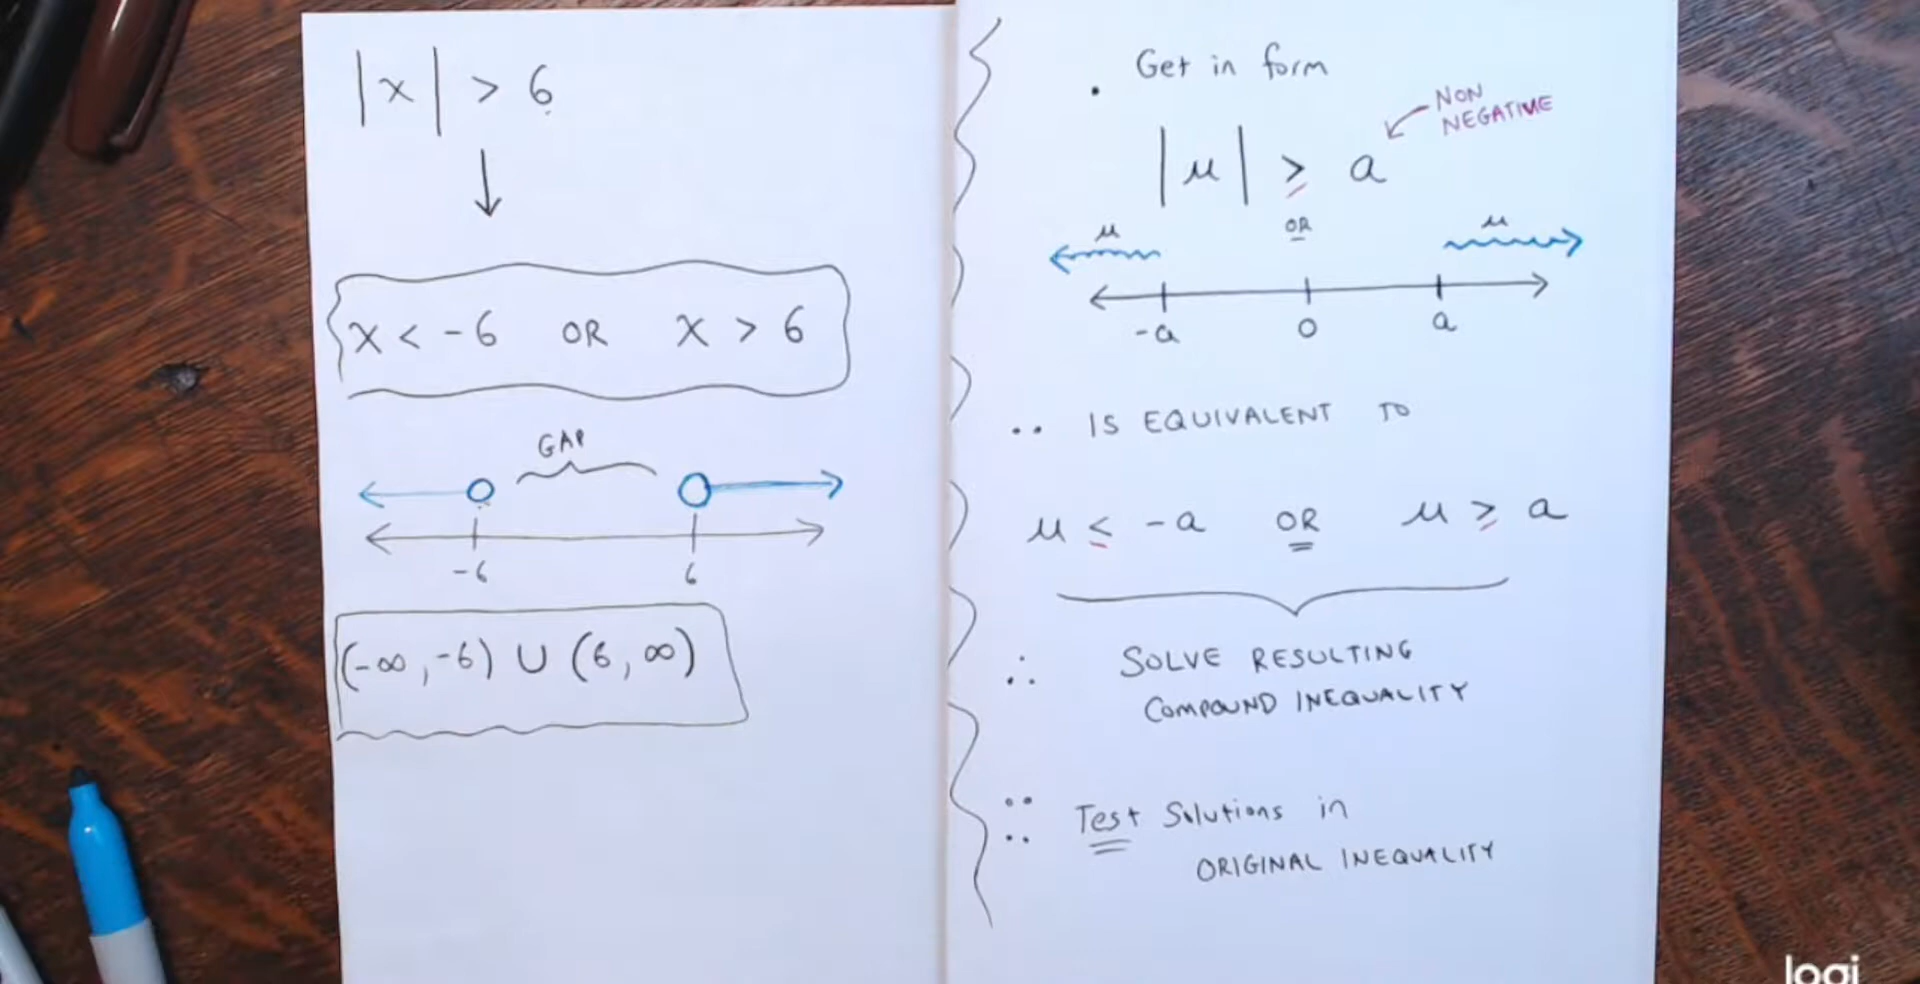 |x| > 6
x < -6 OR x > 6
GAP
-6 6
(-∞, -6) ∪ (6, ∞)
Get in form
NON
NEGATIVE
|u| ≥ a
OR
u u
-a 0 a
IS EQUIVALENT TO
u ≤ -a OR u ≥ a
SOLVE RESULTING
COMPOUND INEQUALITY
Test Solutions in
ORIGINAL INEQUALITY
logi